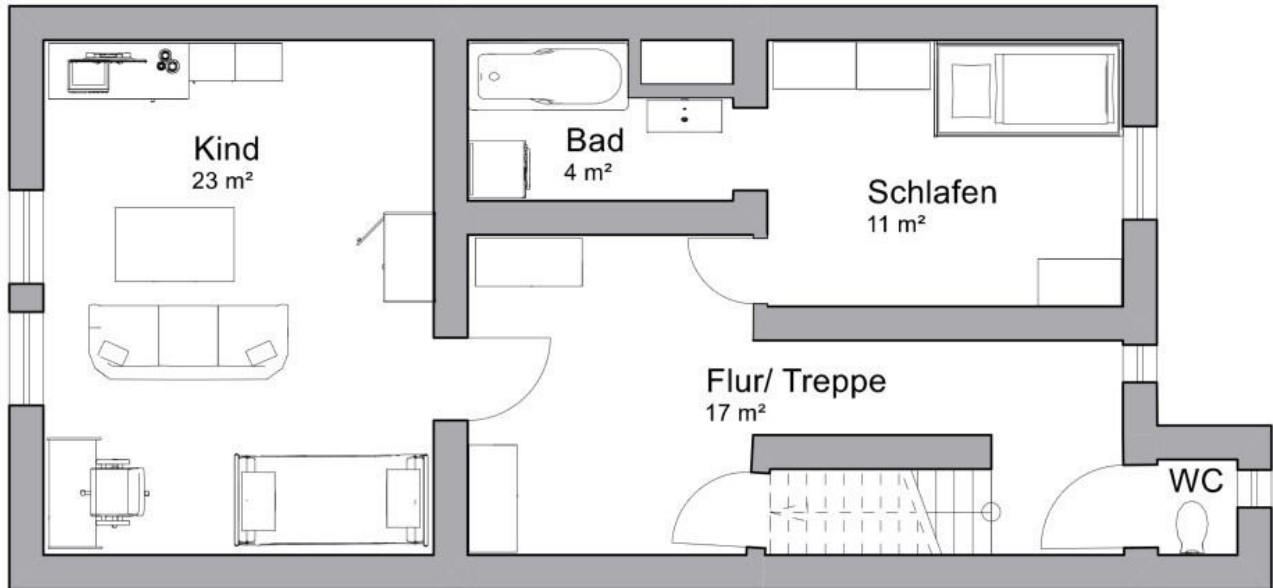 Kind
23 m²
Bad
4 m²
Schlafen
11 m²
Flur/ Treppe
17 m²
WC